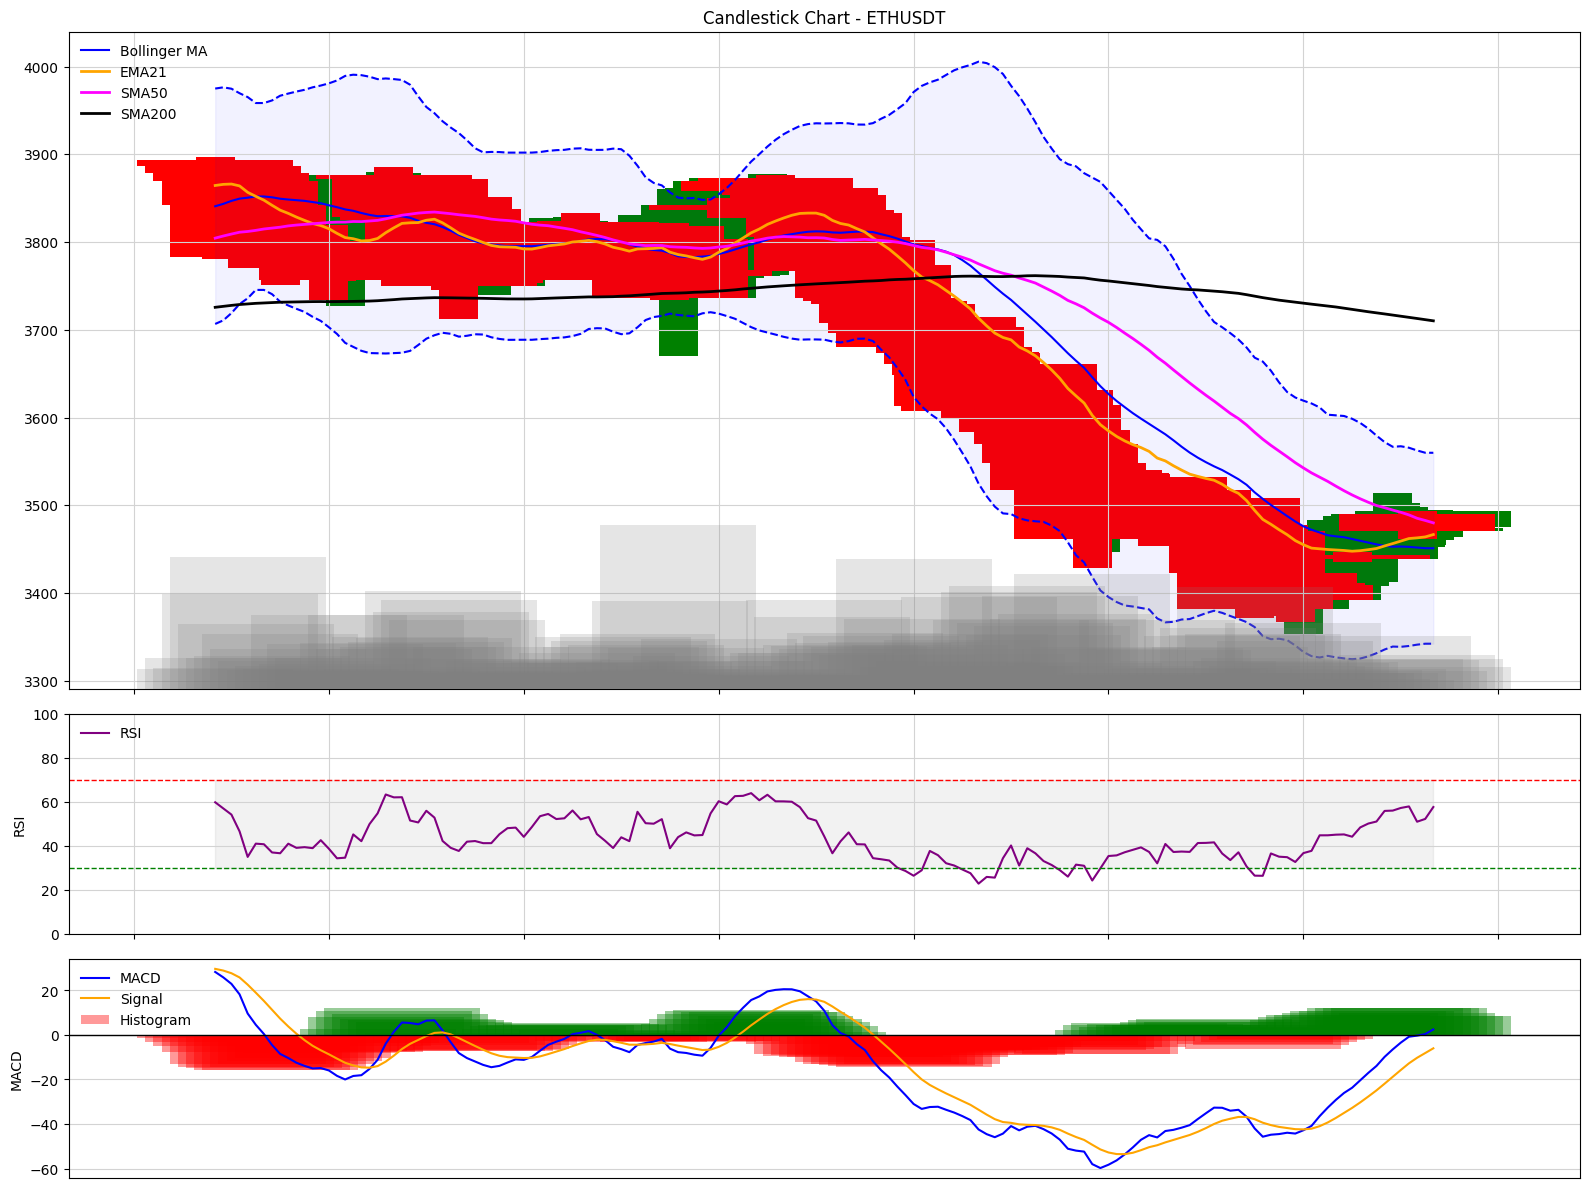 Candlestick Chart - ETHUSDT
Bollinger MA
EMA21
SMA50
SMA200
4000
3900
3800
3700
3600
3500
3400
3300
RSI
RSI
100
80
60
40
20
0
MACD
Signal
Histogram
MACD
20
0
−20
−40
−60